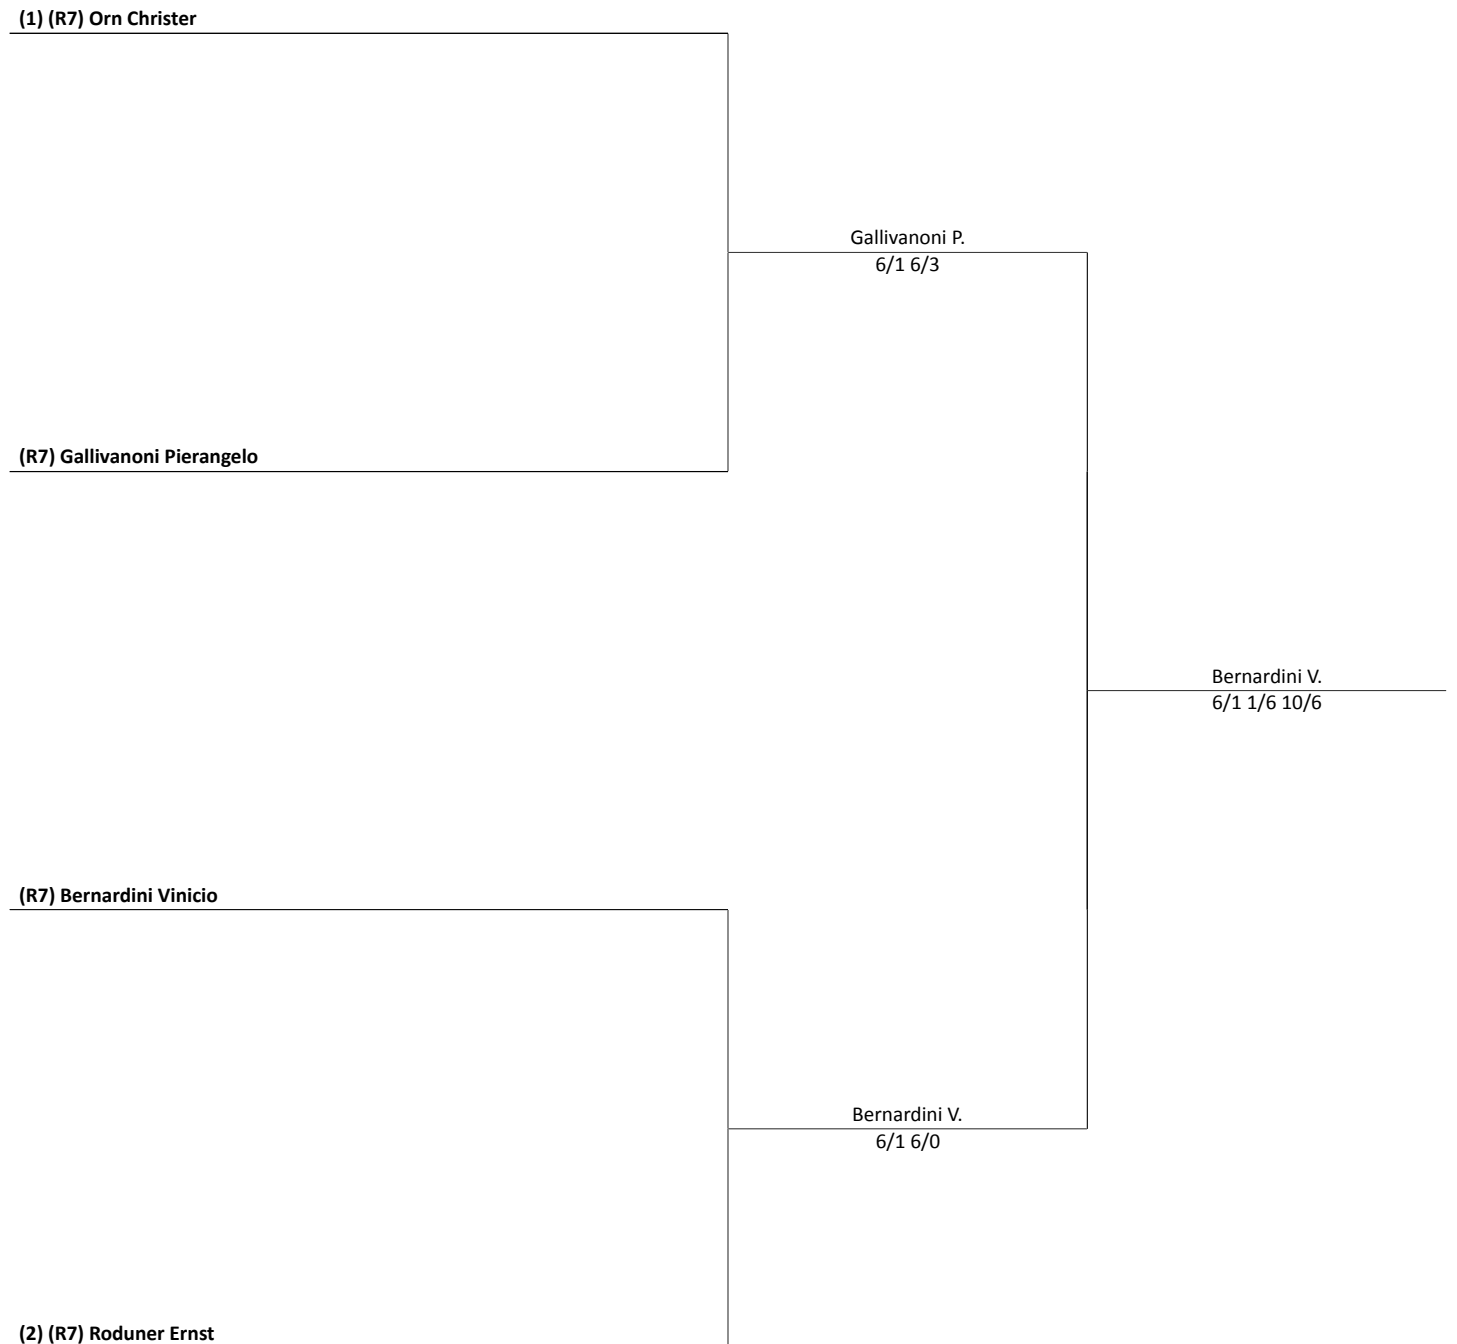 (1) (R7) Orn Christer
Gallivanoni P.
6/1 6/3
(R7) Gallivanoni Pierangelo
Bernardini V.
6/1 1/6 10/6
(R7) Bernardini Vinicio
Bernardini V.
6/1 6/0
(2) (R7) Roduner Ernst